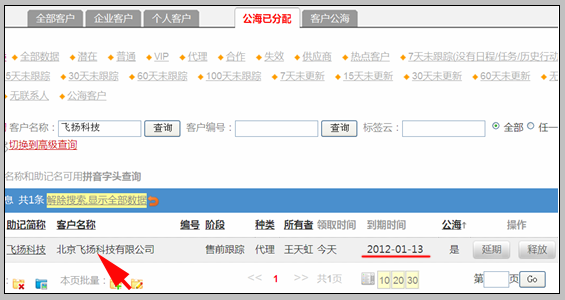 全部客户 企业客户 个人客户 公海已分配 客户公海
全部数据 潜在 普通 VIP 代理 合作 失效 供应商 热点客户 7天未跟踪(没有日程/任务/历史行动
5天未跟踪 30天未跟踪 60天未跟踪 100天未跟踪 7天未更新 15天未更新 30天未更新 60天未更新 无
无联系人 公海客户
客户名称： 飞扬科技 查询 客户编号： 查询 标签云： 全部 任一
切换到高级查询
名称和助记名可用拼音字头查询
息 共1条 解除搜索,显示全部数据
助记简称 客户名称 编号 阶段 种类 所有者 领取时间 到期时间 公海↑ 操作
飞扬科技 北京飞扬科技有限公司 售前跟踪 代理 王天虹 今天 2012-01-13 是 延期 释放
: 本页批量： << 1 >> 共1页 1 10 20 30 第 页 Go